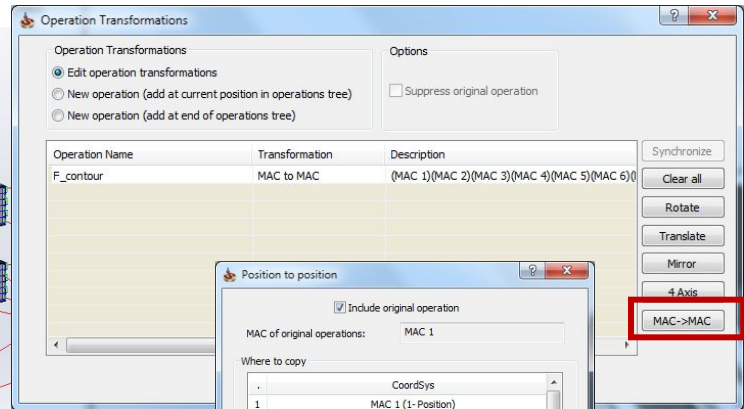 Operation Transformations
Operation Transformations
Options
Edit operation transformations
New operation (add at current position in operations tree)
Suppress original operation
New operation (add at end of operations tree)
Operation Name Transformation Description
F_contour MAC to MAC (MAC 1)(MAC 2)(MAC 3)(MAC 4)(MAC 5)(MAC 6)(
Synchronize
Clear all
Rotate
Translate
Mirror
4 Axis
MAC->MAC
Position to position
Include original operation
MAC of original operations: MAC 1
Where to copy
. CoordSys
1 MAC 1 (1- Position)